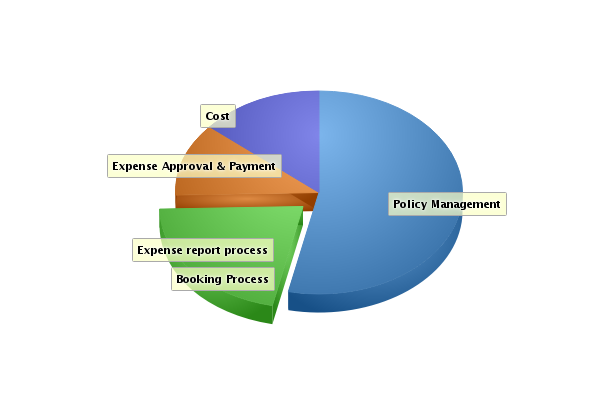 Cost
Expense Approval & Payment
Policy Management
Expense report process
Booking Process